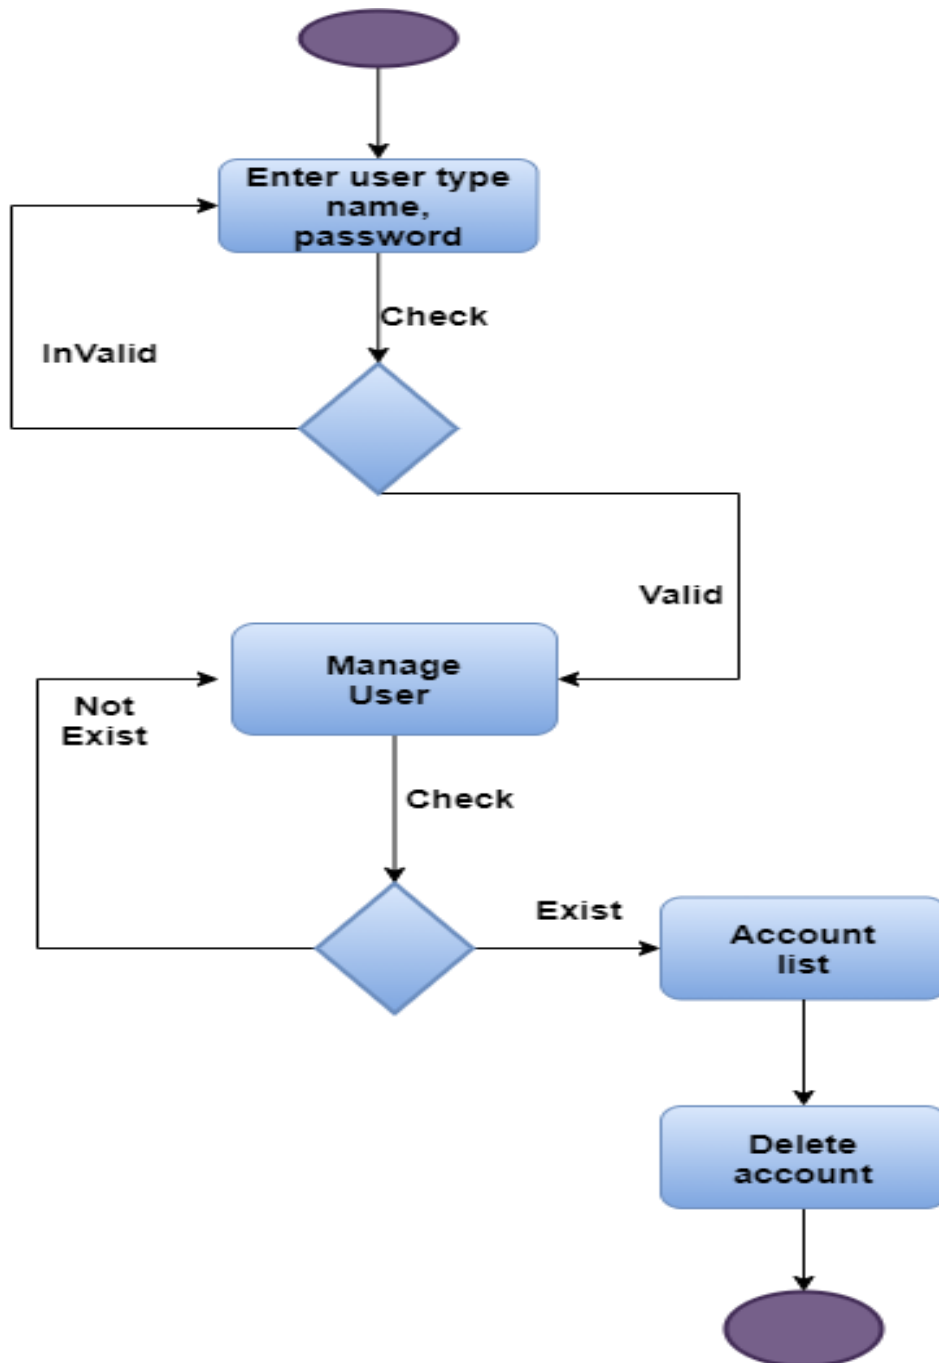 Enter user type
name,
password
Check
InValid
Valid
Manage
User
Not
Exist
Check
Exist
Account
list
Delete
account